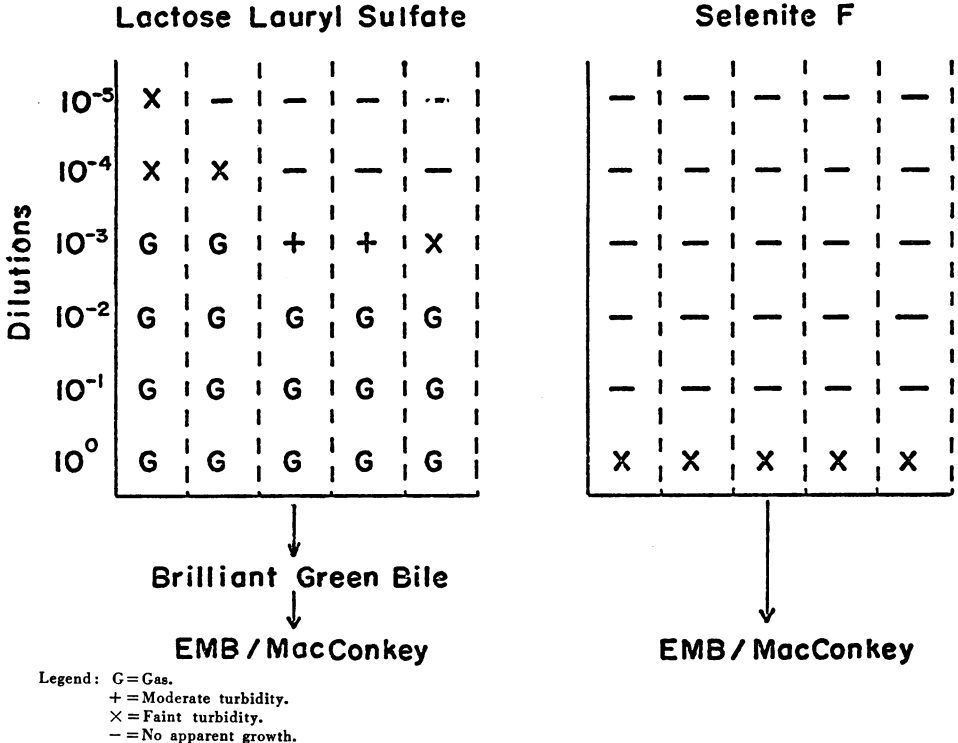 Lactose Lauryl Sulfate
Selenite F
Dilutions
10⁻⁵ X – – – – – – – – –
10⁻⁴ X X – – – – – – – –
10⁻³ G G + + X – – – – –
10⁻² G G G G G – – – – –
10⁻¹ G G G G G – – – – –
10⁰ G G G G G X X X X X
Brilliant Green Bile
EMB/MacConkey
EMB/MacConkey
Legend: G=Gas.
+ = Moderate turbidity.
× = Faint turbidity.
– = No apparent growth.